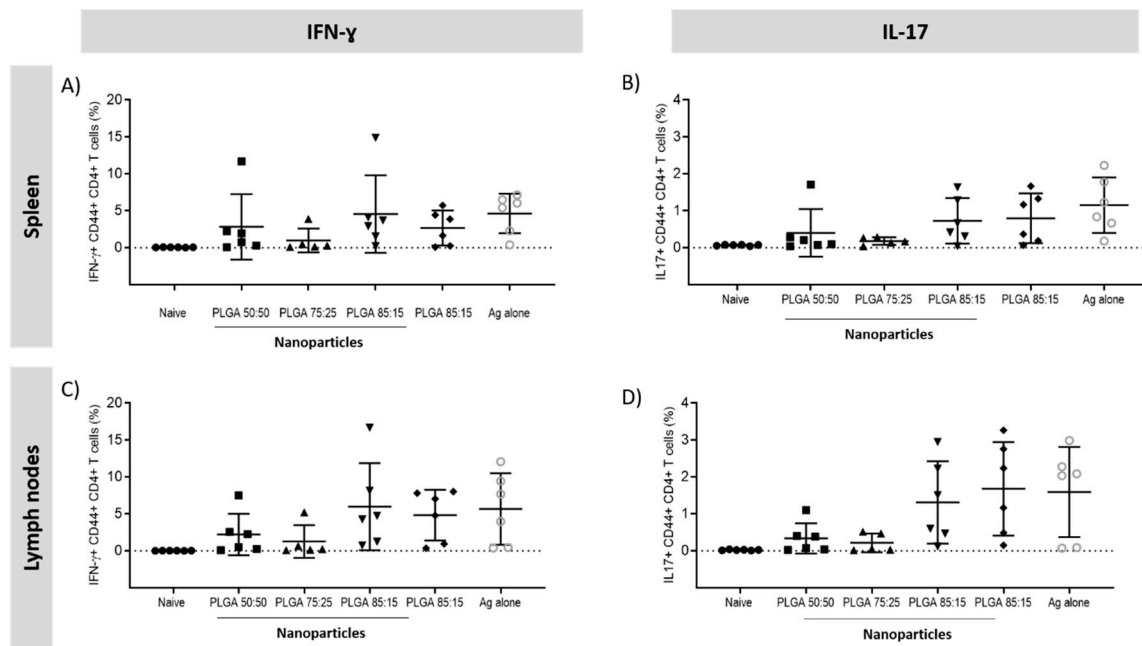 IFN-ɣ
IL-17
Spleen
A)
IFN-γ+ CD44+ CD4+ T cells (%)
20
15
10
5
0
Naive
PLGA 50:50
PLGA 75:25
PLGA 85:15
PLGA 85:15
Ag alone
Nanoparticles
B)
IL17+ CD44+ CD4+ T cells (%)
4
3
2
1
0
Naive
PLGA 50:50
PLGA 75:25
PLGA 85:15
PLGA 85:15
Ag alone
Nanoparticles
Lymph nodes
C)
IFN-γ+ CD44+ CD4+ T cells (%)
20
15
10
5
0
Naive
PLGA 50:50
PLGA 75:25
PLGA 85:15
PLGA 85:15
Ag alone
Nanoparticles
D)
IL17+ CD44+ CD4+ T cells (%)
4
3
2
1
0
Naive
PLGA 50:50
PLGA 75:25
PLGA 85:15
PLGA 85:15
Ag alone
Nanoparticles